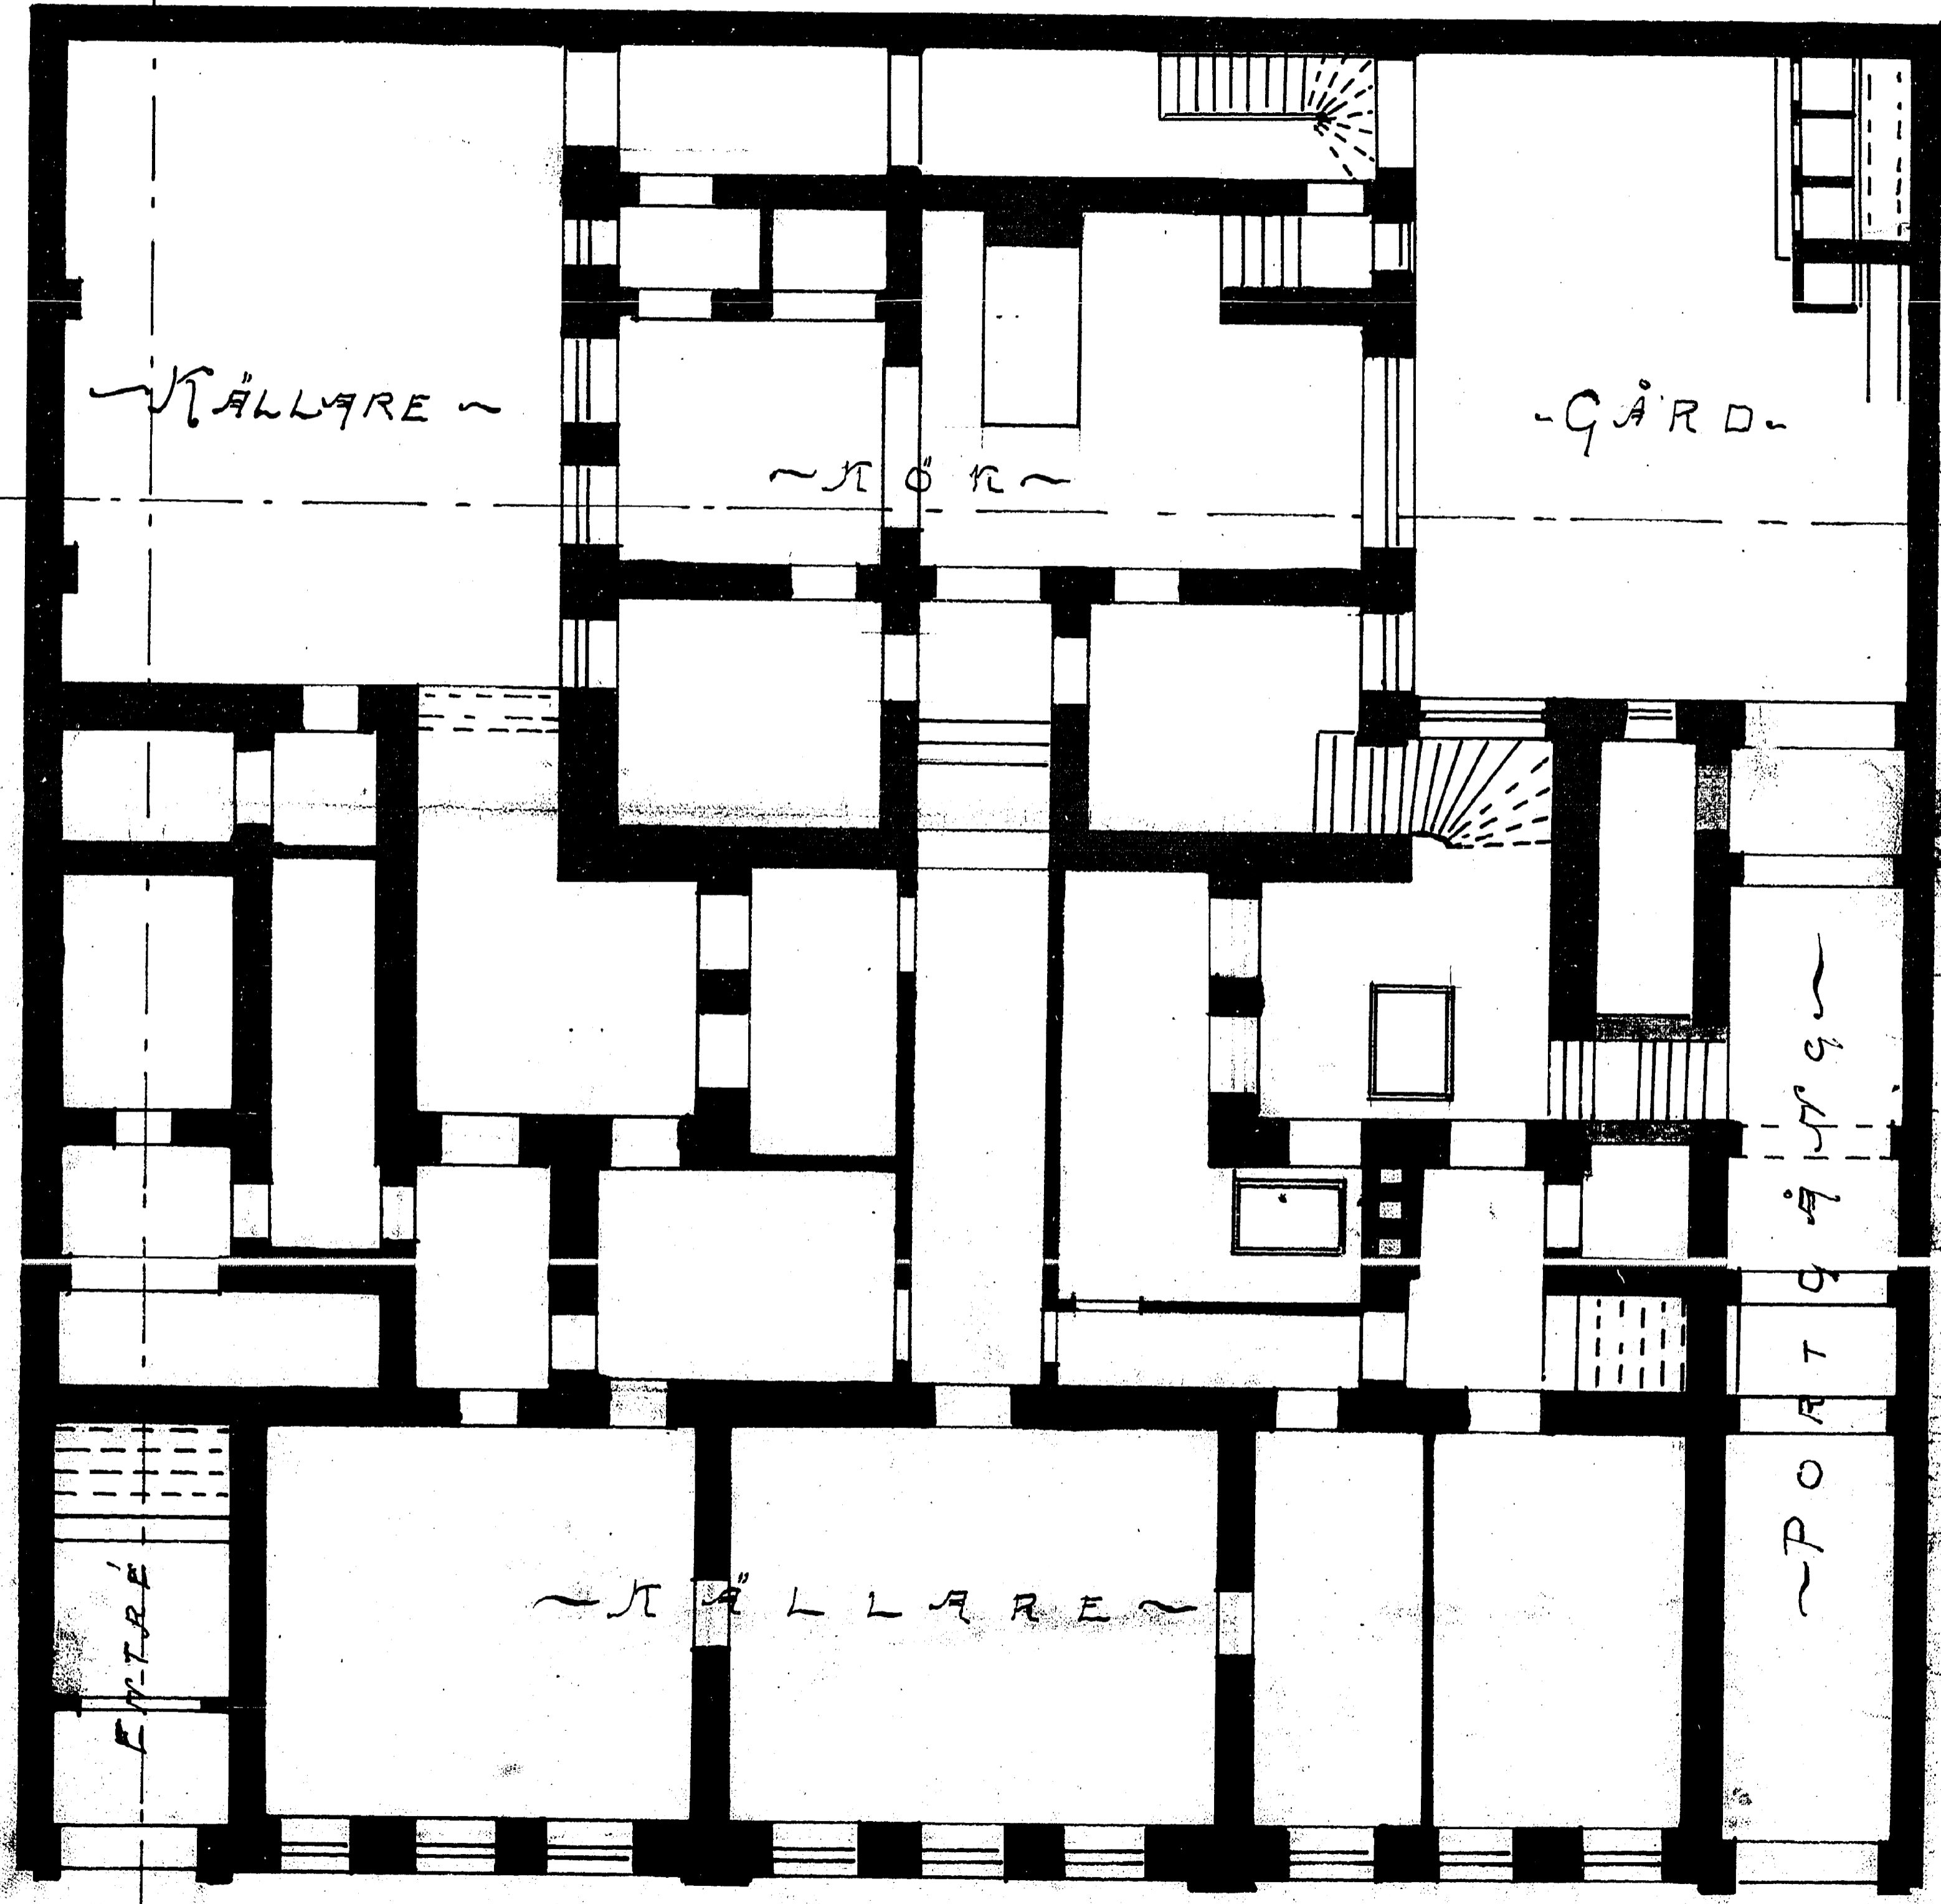 ~KÄLLARE~
-GÅRD-
~KÖK~
~PORTGÅNG~
~KÄLLARE~
ENTRÉ